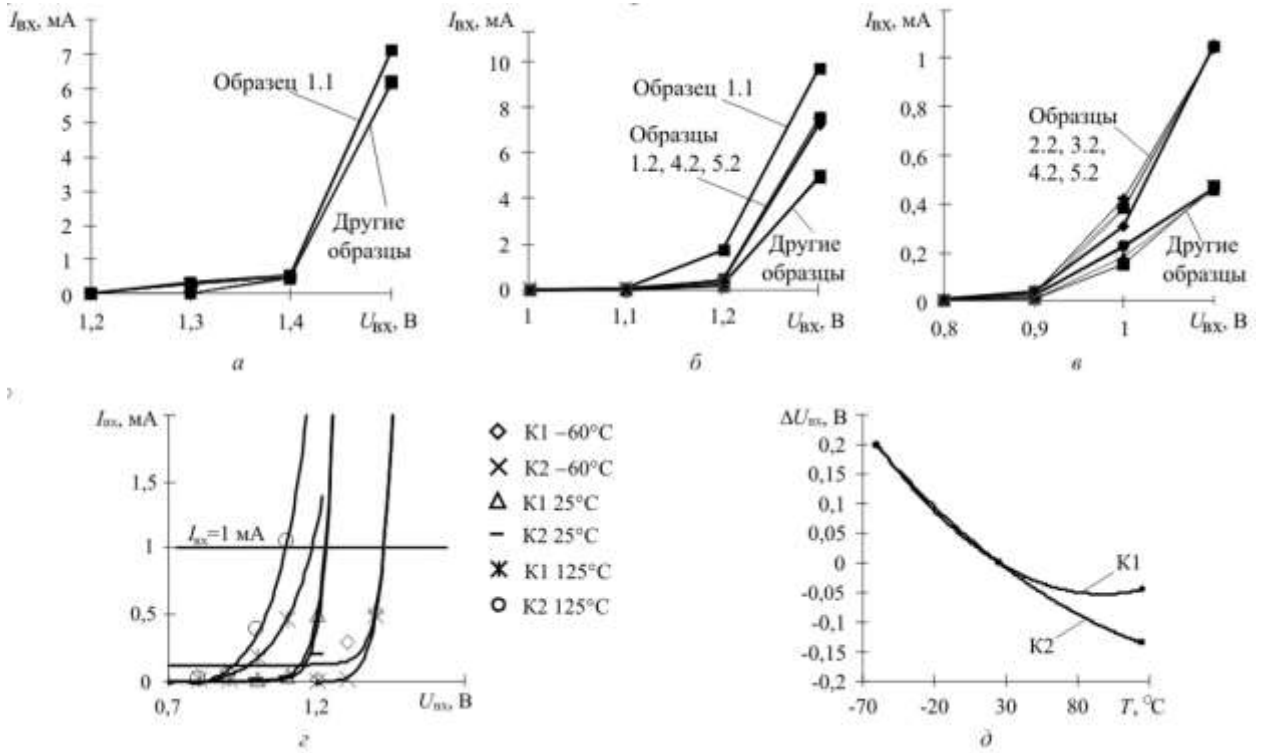 Iвх, мА
7
6
5
4
3
2
1
0
1,2
1,3
1,4
Uвх, В
Образец 1.1
Другие
образцы
а
Iвх, мА
10
8
6
4
2
0
1
1,1
1,2
Uвх, В
Образец 1.1
Образцы
1.2, 4.2, 5.2
Другие
образцы
б
Iвх, мА
1
0,8
0,6
0,4
0,2
0
0,8
0,9
1
Uвх, В
Образцы
2.2, 3.2,
4.2, 5.2
Другие
образцы
в
Iвх, мА
1,5
1
0,5
0
Iвх=1 мА
0,7
1,2
Uвх, В
К1 –60°С
К2 –60°С
К1 25°С
К2 25°С
К1 125°С
К2 125°С
г
ΔUвх, В
0,2
0,15
0,1
0,05
0
-0,05
-0,1
-0,15
-0,2
-70
-20
30
80
T, °С
К1
К2
д